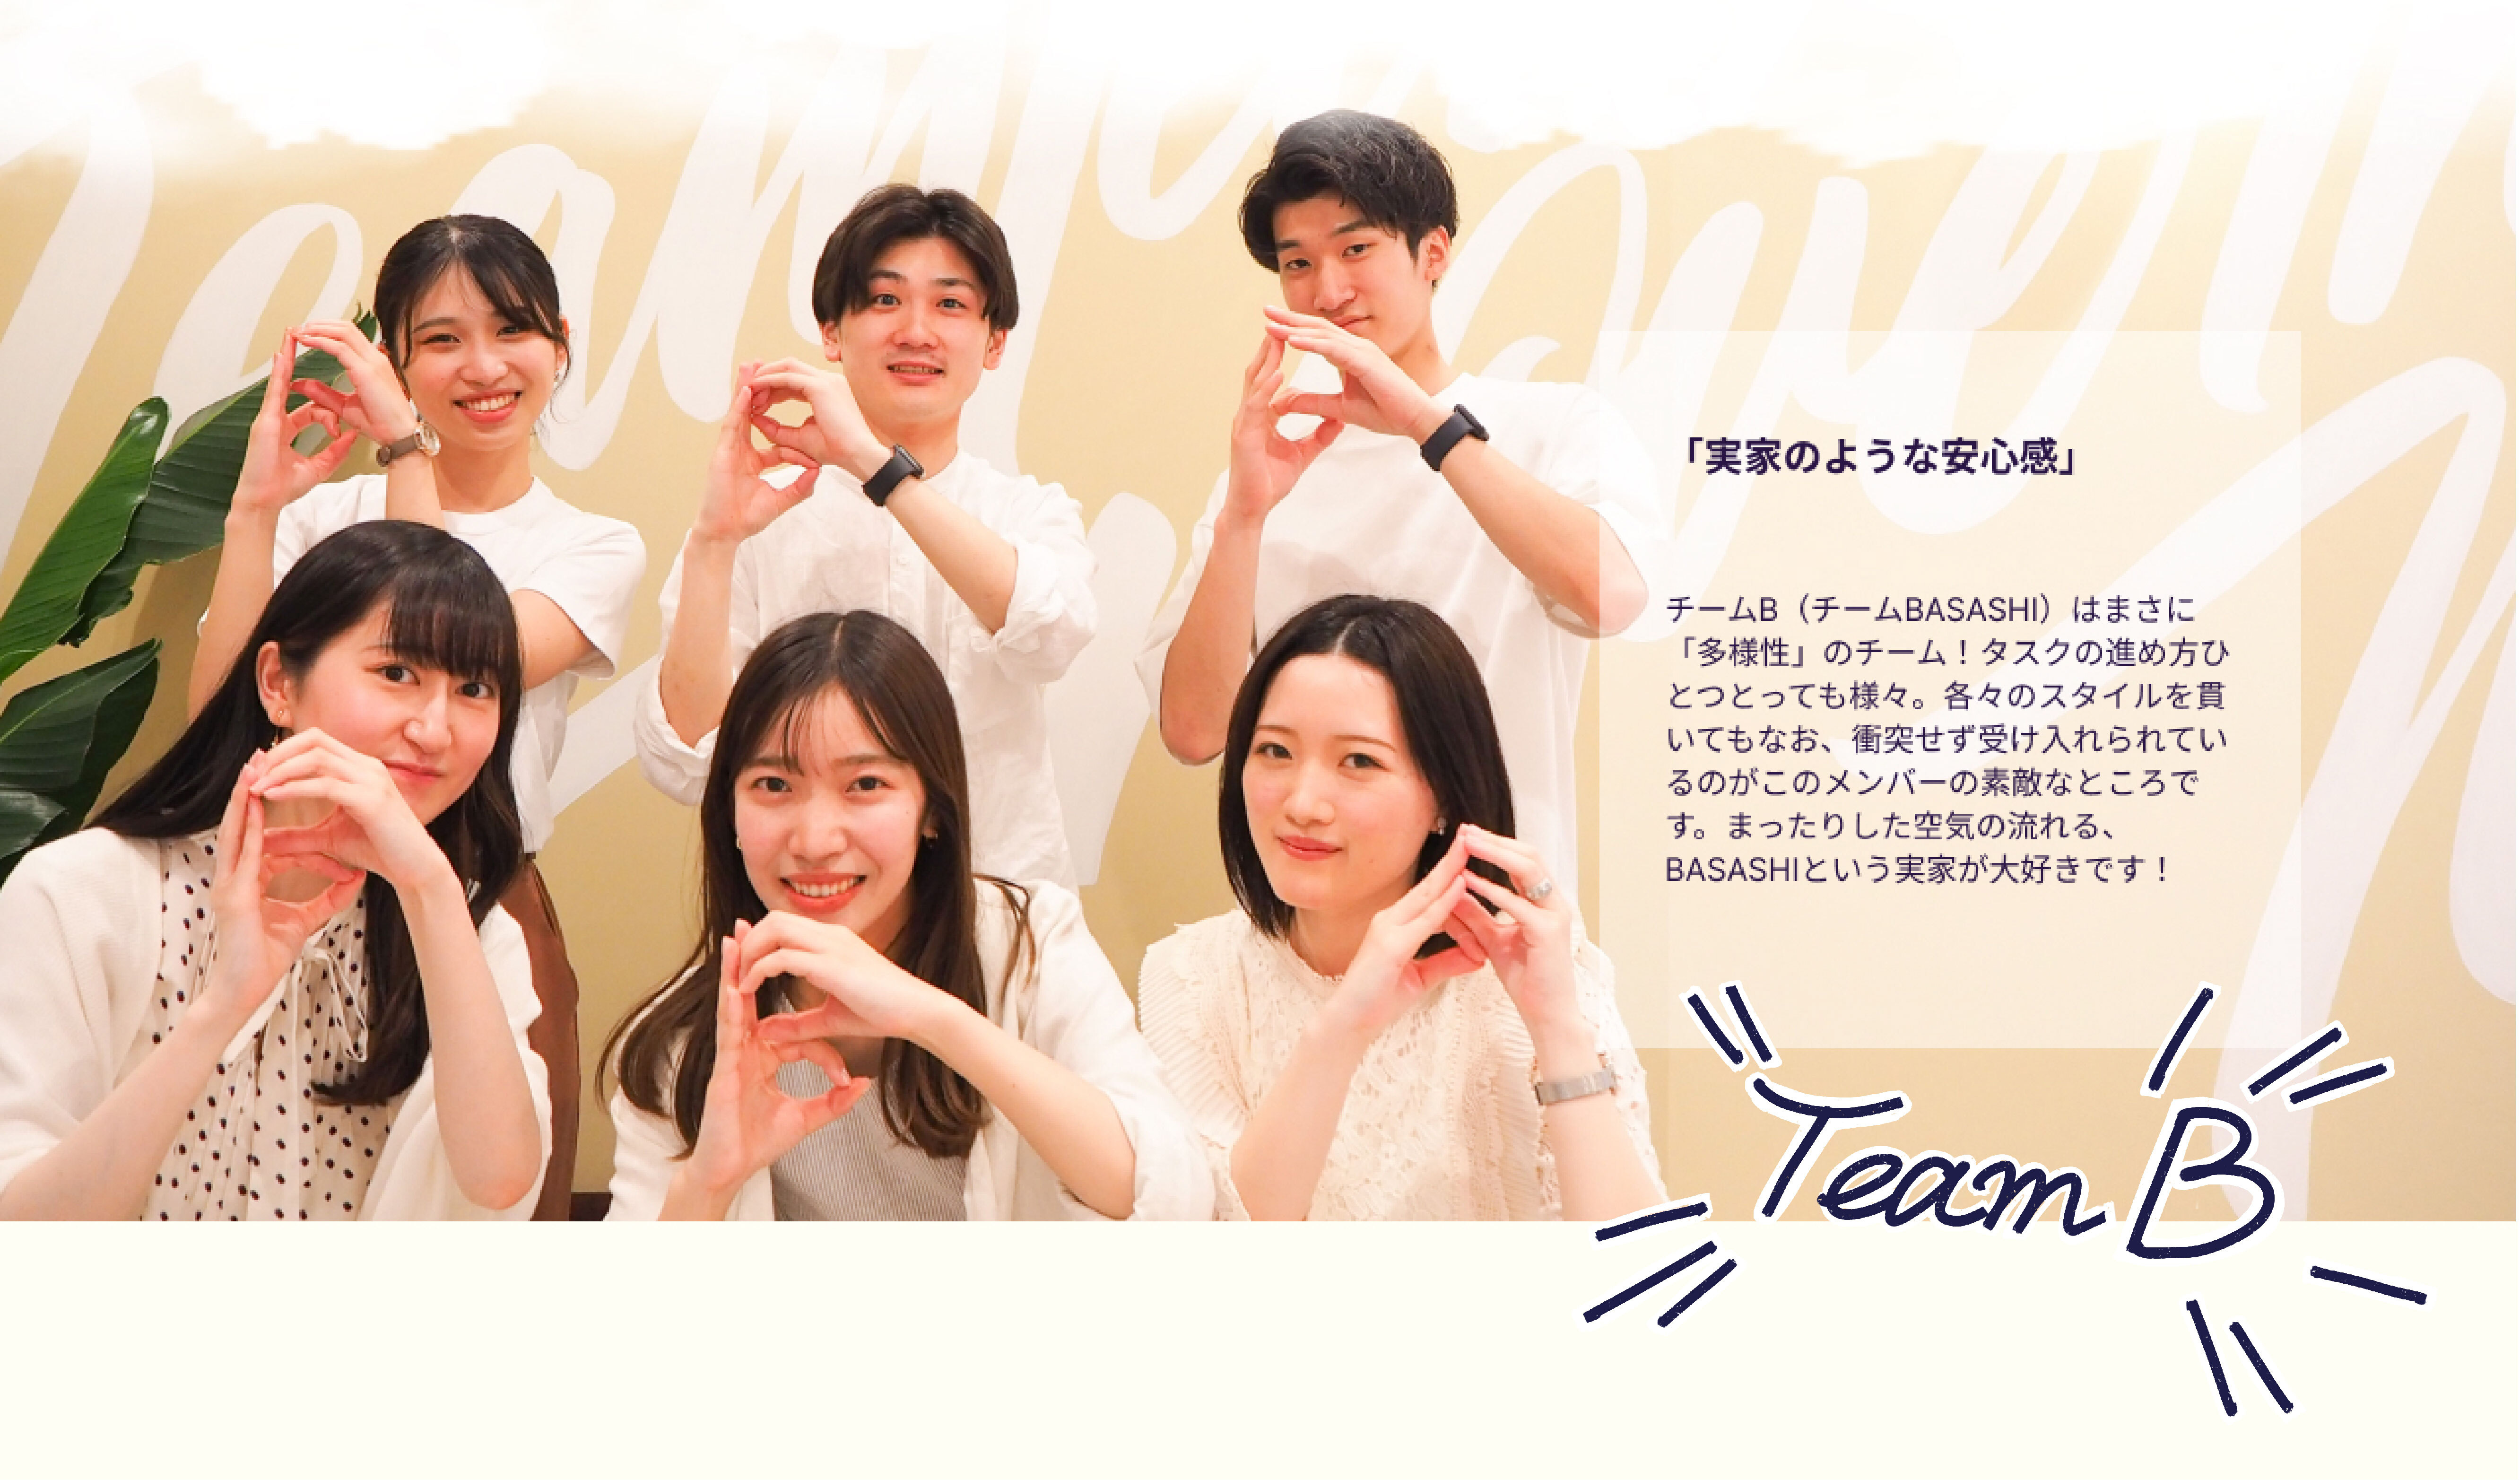 「実家のような安心感」
チームB（チームBASASHI）はまさに
「多様性」のチーム！タスクの進め方ひ
とつとっても様々。各々のスタイルを貫
いてもなお、衝突せず受け入れられてい
るのがこのメンバーの素敵なところで
す。まったりした空気の流れる、
BASASHIという実家が大好きです！
Team B